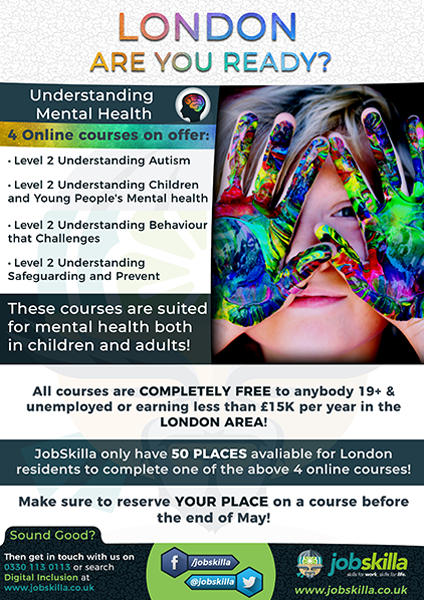 LONDON
ARE YOU READY?
Understanding
Mental Health
4 Online courses on offer:
• Level 2 Understanding Autism
• Level 2 Understanding Children
and Young People's Mental health
• Level 2 Understanding Behaviour
that Challenges
• Level 2 Understanding
Safeguarding and Prevent
These courses are suited
for mental health both
in children and adults!
All courses are COMPLETELY FREE to anybody 19+ &
unemployed or earning less than £15K per year in the
LONDON AREA!
JobSkilla only have 50 PLACES avaliable for London
residents to complete one of the above 4 online courses!
Make sure to reserve YOUR PLACE on a course before
the end of May!
Sound Good?
Then get in touch with us on
0330 113 0113 or search
Digital Inclusion at
www.jobskilla.co.uk
f /jobskilla
@jobskilla
jobskilla
skills for work, skills for life.
www.jobskilla.co.uk